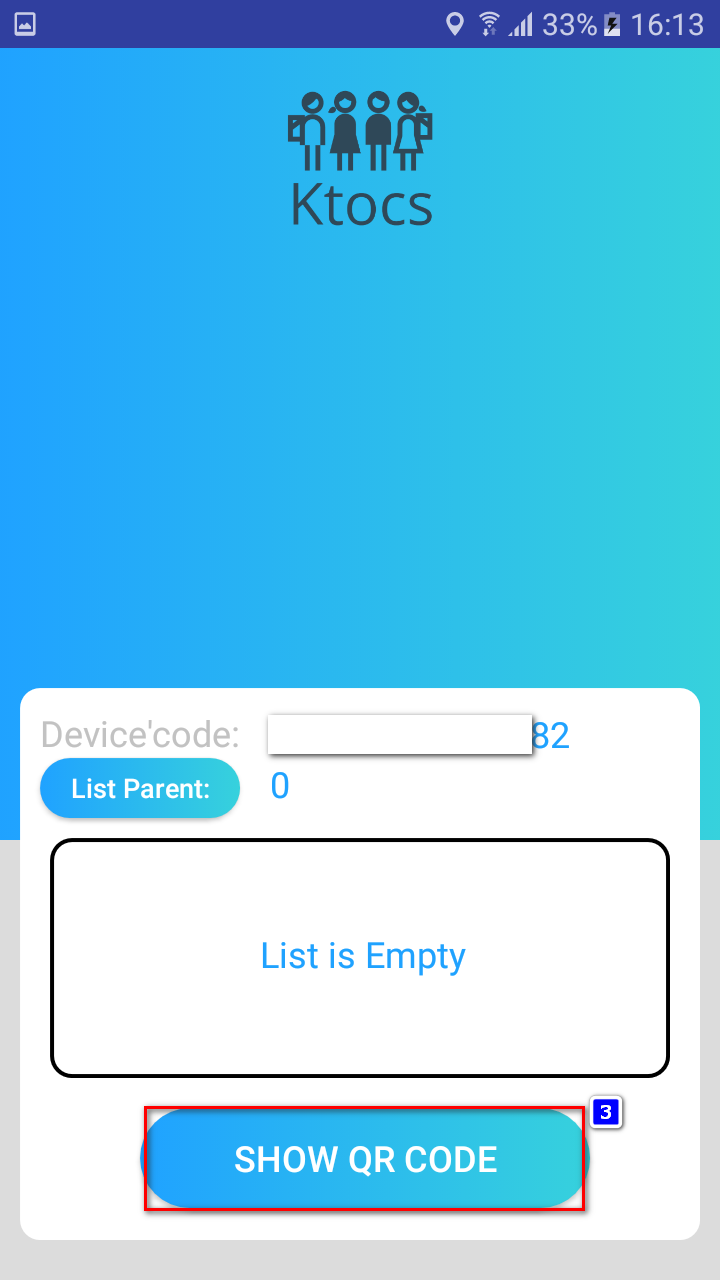 33% 16:13
Ktocs
Device'code: 82
List Parent: 0
List is Empty
3
SHOW QR CODE